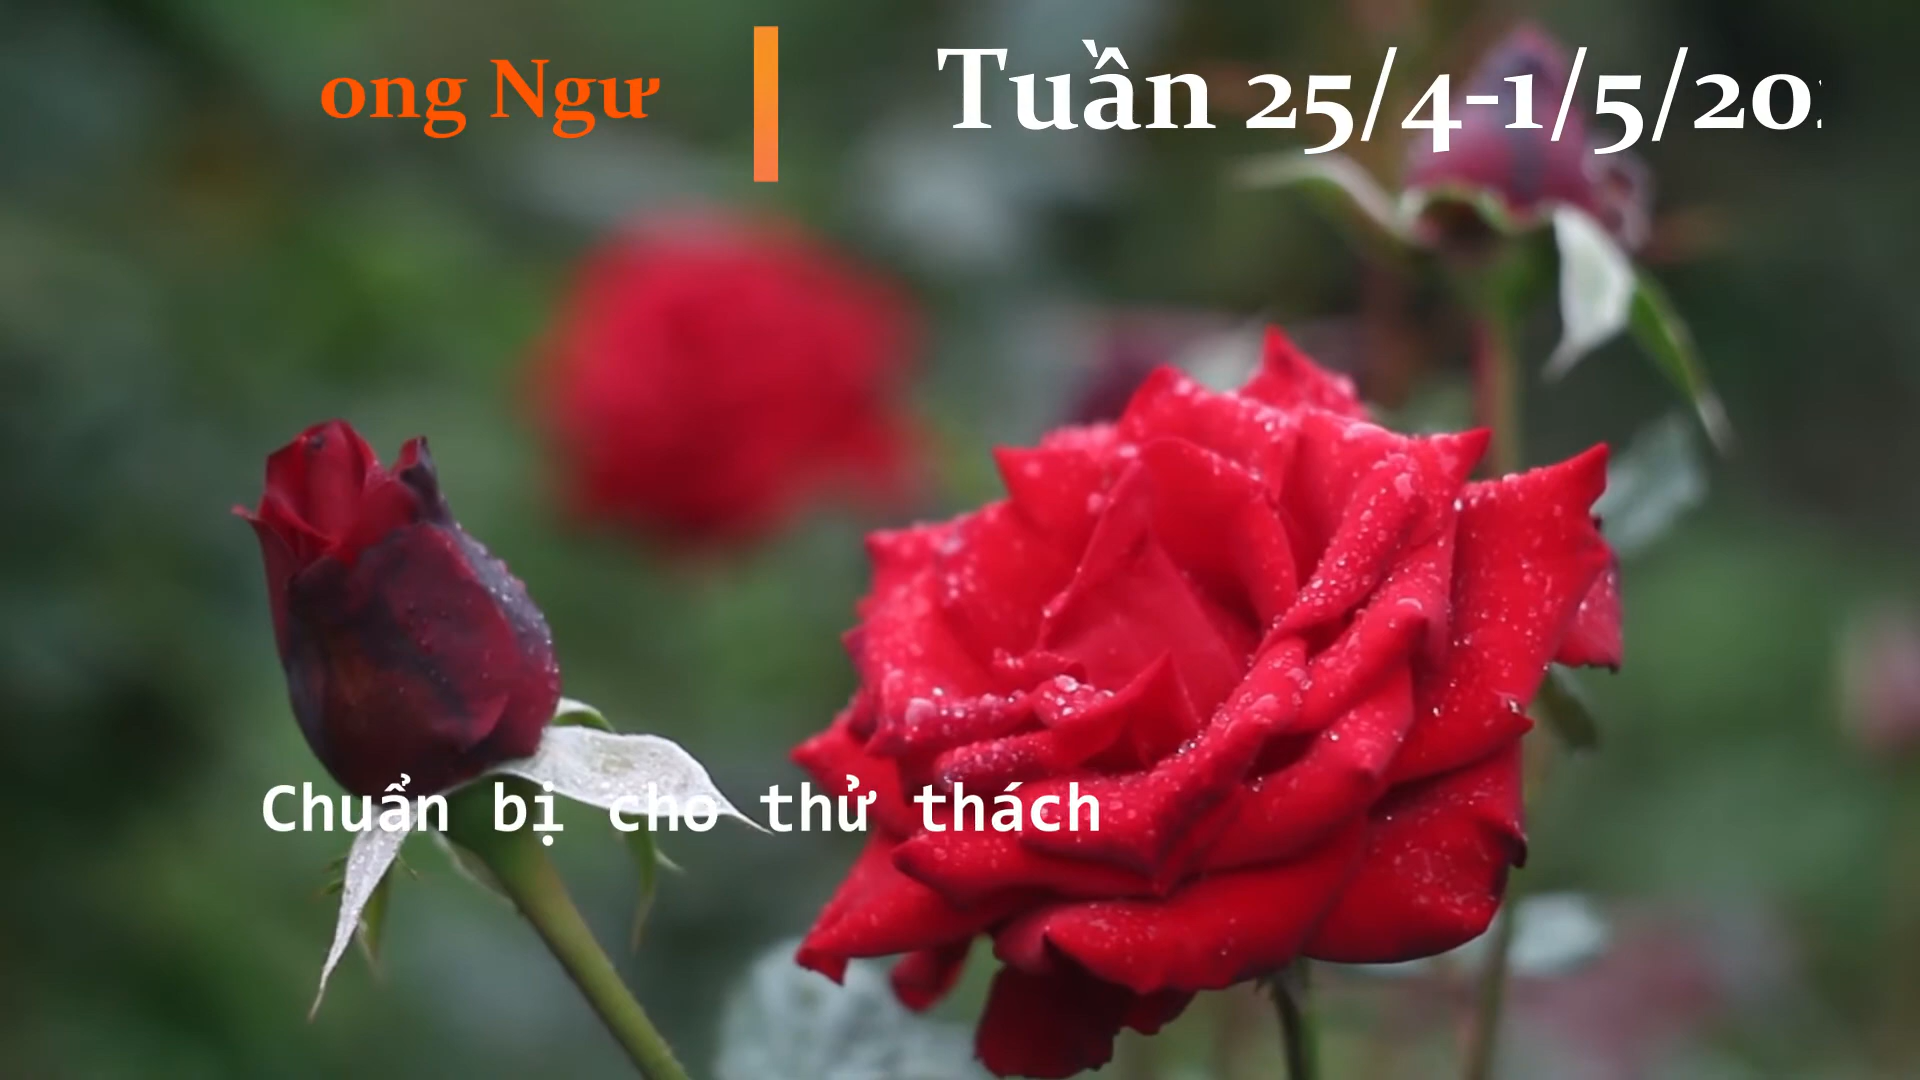 ong Ngư
Tuần 25/4-1/5/20
Chuẩn bị cho thử thách